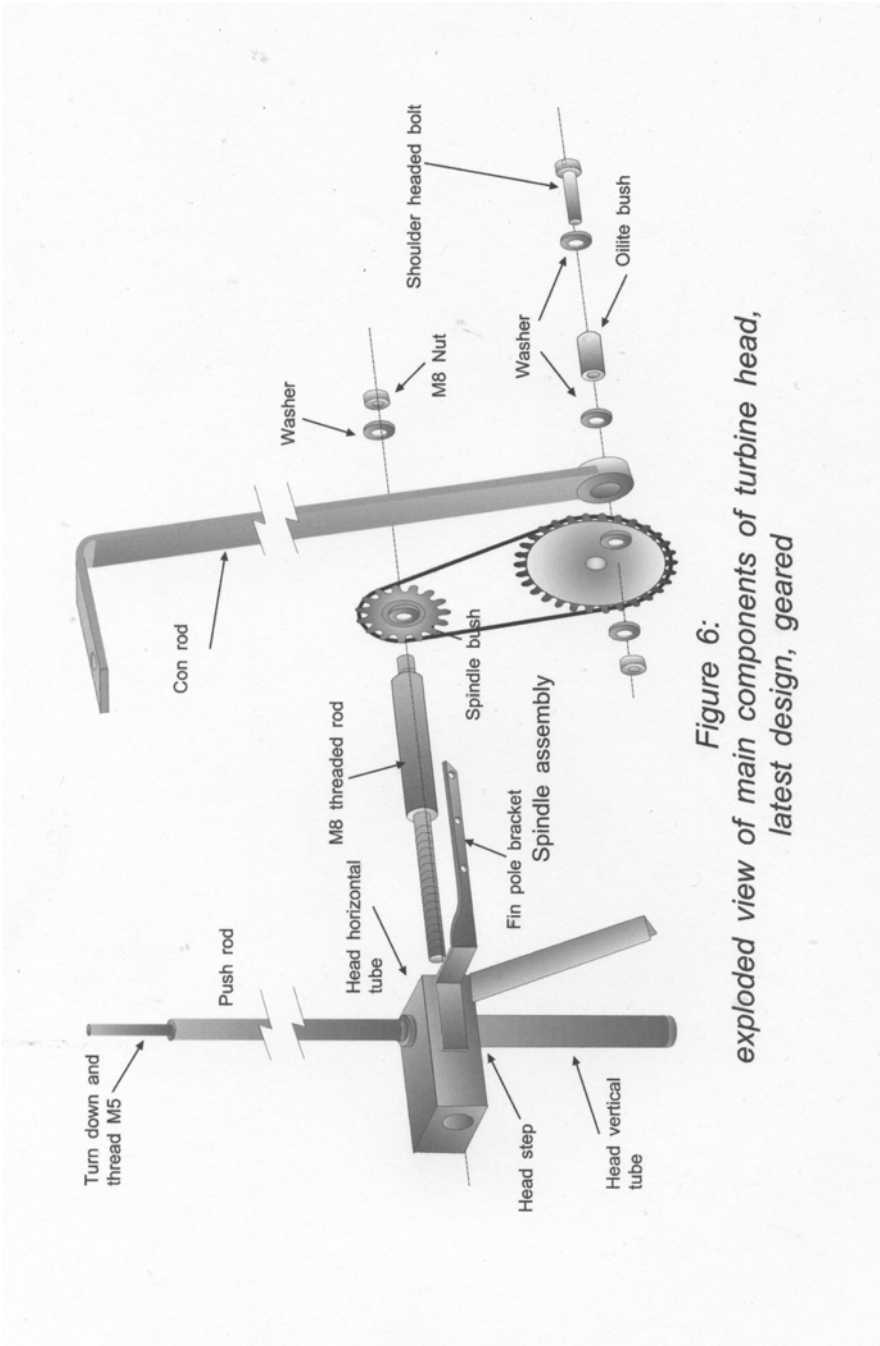 Turn down and
thread M5
Push rod
Con rod
Head horizontal
tube
M8 threaded rod
Washer
M8 Nut
Shoulder headed bolt
Washer
Oilite bush
Spindle bush
Spindle assembly
Fin pole bracket
Head step
Head vertical
tube
Figure 6:
exploded view of main components of turbine head,
latest design, geared